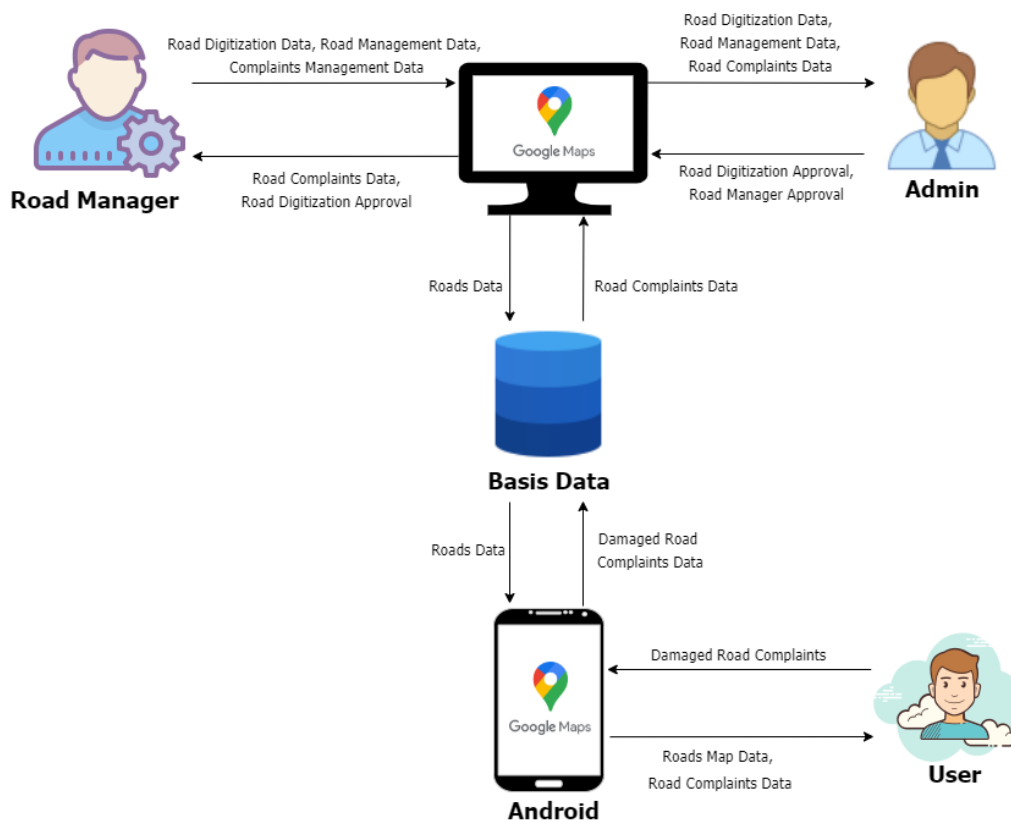 Road Digitization Data, Road Management Data,
Complaints Management Data
Road Digitization Data,
Road Management Data,
Road Complaints Data
Google Maps
Road Manager
Road Complaints Data,
Road Digitization Approval
Road Digitization Approval,
Road Manager Approval
Admin
Roads Data
Road Complaints Data
Basis Data
Roads Data
Damaged Road
Complaints Data
Damaged Road Complaints
Google Maps
Roads Map Data,
Road Complaints Data
User
Android